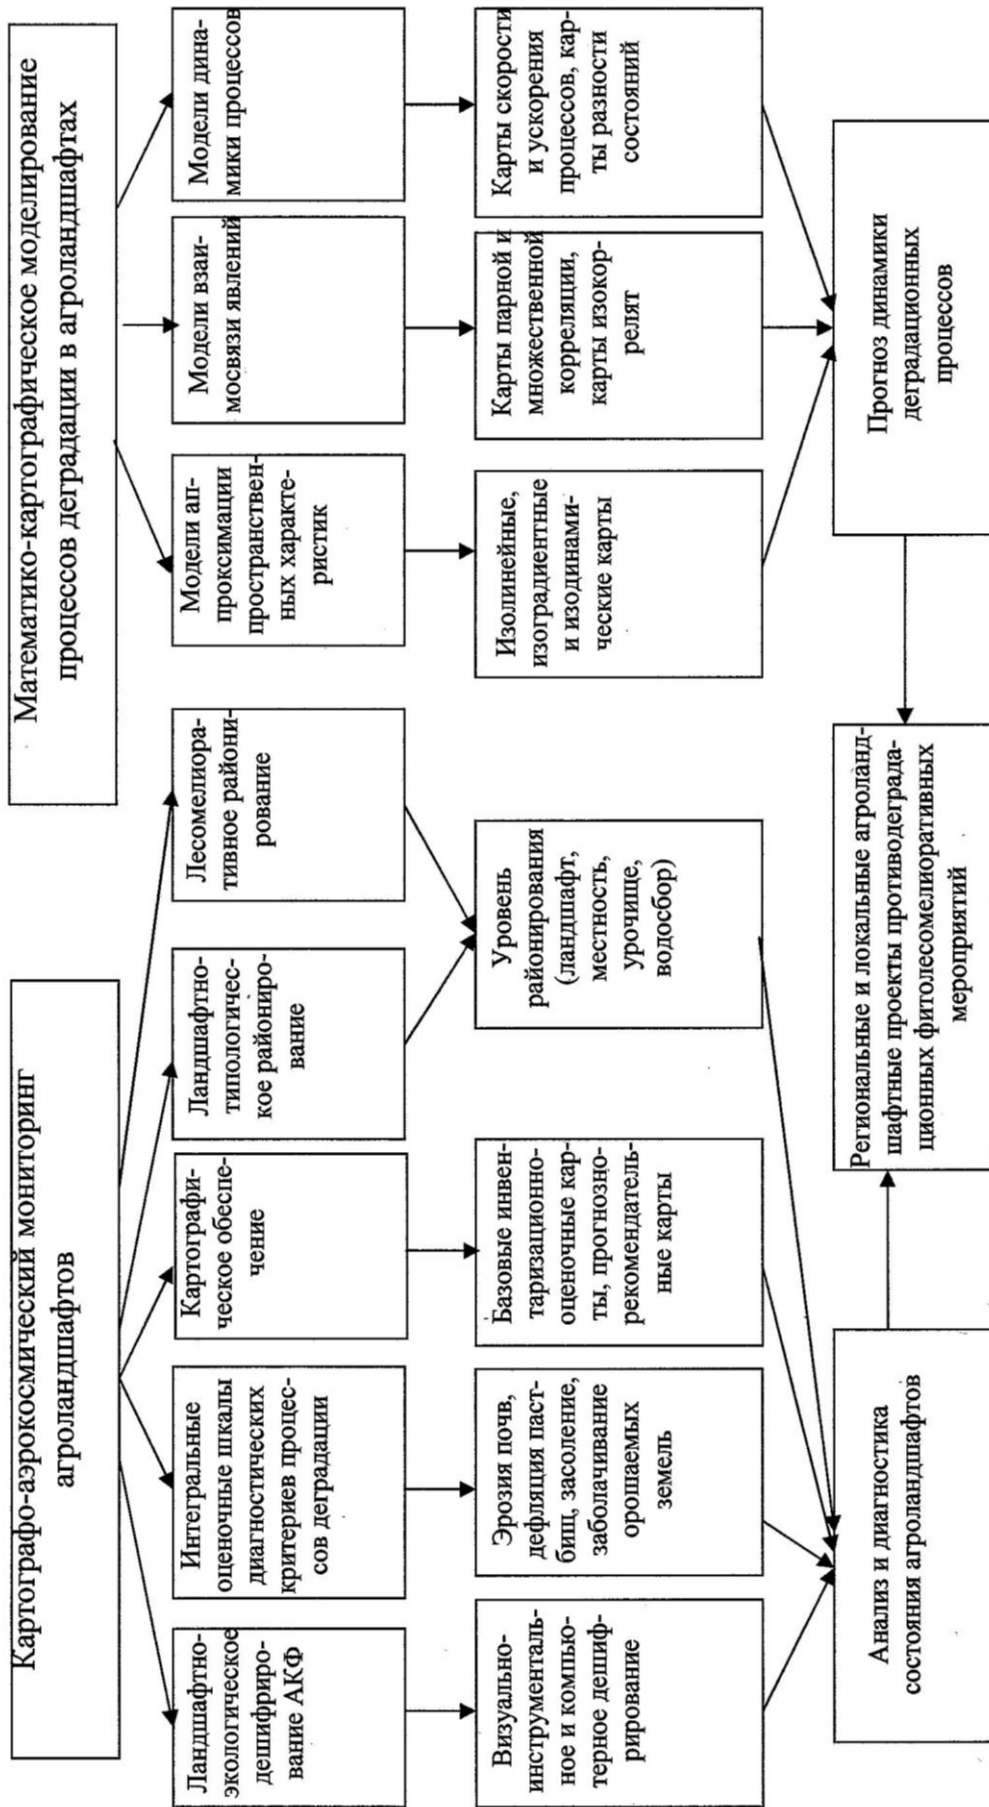 Картографо-аэрокосмический мониторинг
агроландшафтов
Математико-картографическое моделирование
процессов деградации в агроландшафтах
Ландшафтно-
экологическое
дешифриро-
вание АКФ
Интегральные
оценочные шкалы
диагностических
критериев процес-
сов деградации
Картографи-
ческое обеспе-
чение
Ландшафтно-
типологичес-
кое райониро-
вание
Лесомелиора-
тивное райони-
рование
Модели ап-
проксимации
пространствен-
ных характе-
ристик
Модели взаи-
мосвязи явлений
Модели дина-
мики процессов
Визуально-
инструменталь-
ное и компью-
терное дешиф-
рирование
Эрозия почв,
дефляция паст-
бищ, засоление,
заболачивание
орошаемых
земель
Базовые инвен-
таризационно-
оценочные кар-
ты, прогнозно-
рекомендатель-
ные карты
Уровень
районирования
(ландшафт,
местность,
урочище,
водосбор)
Изолинейные,
изоградиентные
и изодинами-
ческие карты
Карты парной и
множественной
корреляции,
карты изокор-
релят
Карты скорости
и ускорения
процессов, кар-
ты разности
состояний
Анализ и диагностика
состояния агроландшафтов
Региональные и локальные агроланд-
шафтные проекты противодеграда-
ционных фитолесомелиоративных
мероприятий
Прогноз динамики
деградационных
процессов